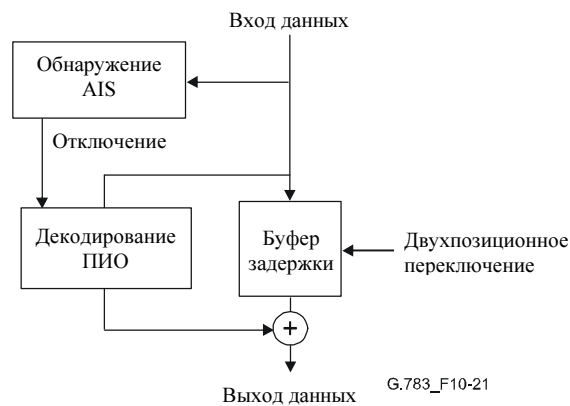 Вход данных
Обнаружение
AIS
Отключение
Декодирование
ПИО
Буфер
задержки
Двухпозиционное
переключение
+
Выход данных
G.783_F10-21